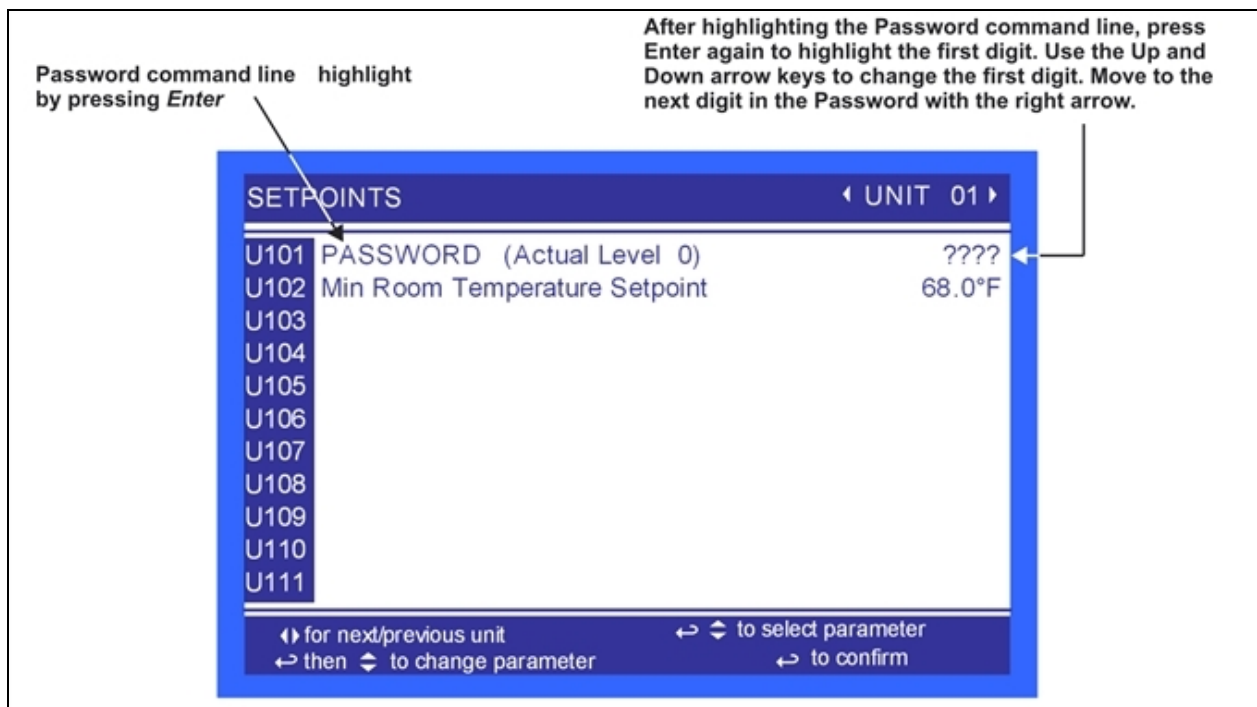 Password command line highlight
by pressing Enter
After highlighting the Password command line, press
Enter again to highlight the first digit. Use the Up and
Down arrow keys to change the first digit. Move to the
next digit in the Password with the right arrow.
SETPOINTS UNIT 01
U101 PASSWORD (Actual Level 0) ????
U102 Min Room Temperature Setpoint 68.0°F
U103
U104
U105
U106
U107
U108
U109
U110
U111
for next/previous unit
↵ to select parameter
↵ then to change parameter
↵ to confirm